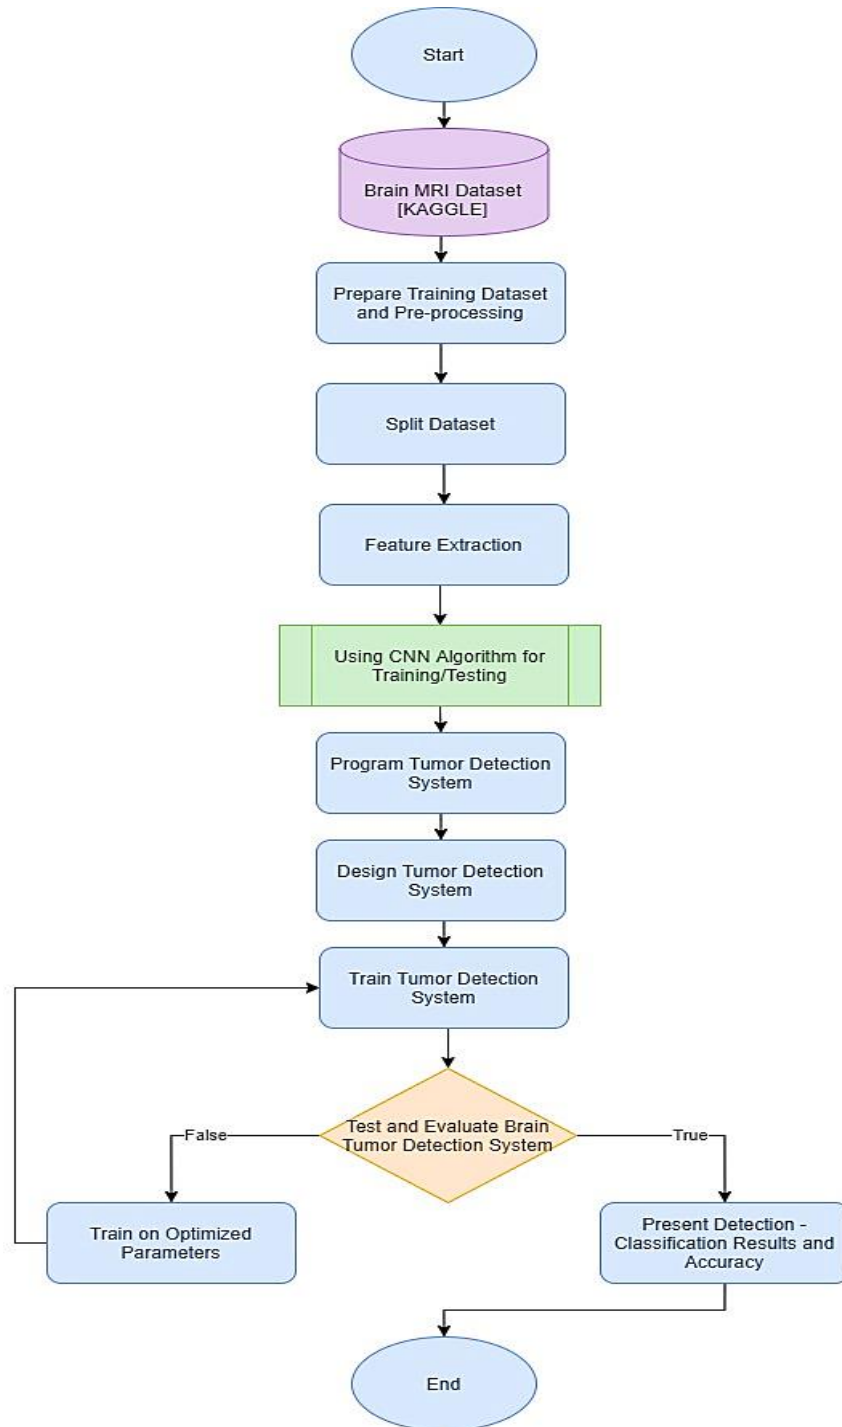 Start
Brain MRI Dataset
[KAGGLE]
Prepare Training Dataset
and Pre-processing
Split Dataset
Feature Extraction
Using CNN Algorithm for
Training/Testing
Program Tumor Detection
System
Design Tumor Detection
System
Train Tumor Detection
System
Test and Evaluate Brain
Tumor Detection System
False
True
Train on Optimized
Parameters
Present Detection -
Classification Results and
Accuracy
End